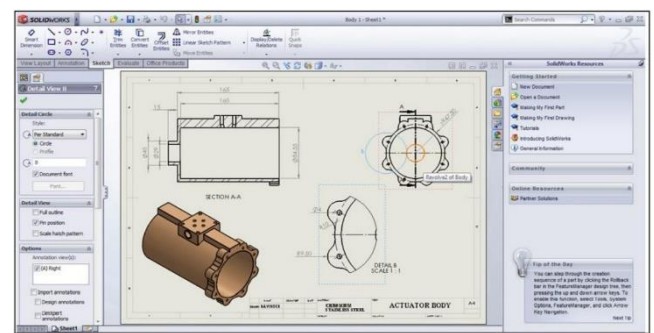 SOLIDWORKS
Body 1 - Sheet1 *
Search Commands
Smart Dimension
Trim Entities
Convert Entities
Offset Entities
Mirror Entities
Linear Sketch Pattern
Move Entities
Display/Delete Relations
Quick Snaps
View Layout
Annotation
Sketch
Evaluate
Office Products
Detail View B
?
Detail Circle
Style:
Per Standard
Circle
Profile
B
Document font
Font...
Detail View
Full outline
Pin position
Scale hatch pattern
Options
Annotation view(s):
(A) Right
Import annotations
Design annotations
DimXpert annotations
Sheet1
165
160
15
SECTION A-A
A
Revolve2 of Body
DETAIL B
SCALE 1 : 1
STAINLESS STEEL
ACTUATOR BODY
A4
SolidWorks Resources
Getting Started
New Document
Open a Document
Making My First Part
Making My First Drawing
Tutorials
Introducing SolidWorks
General Information
Community
Online Resources
Partner Solutions
Tip of the Day
You can step through the creation
sequence of a part by clicking the Rollback
bar in the FeatureManager design tree, then
pressing the up and down arrow keys. To
enable this function, select Tools, System
Options, FeatureManager, and click Arrow
Key Navigation.
Next Tip